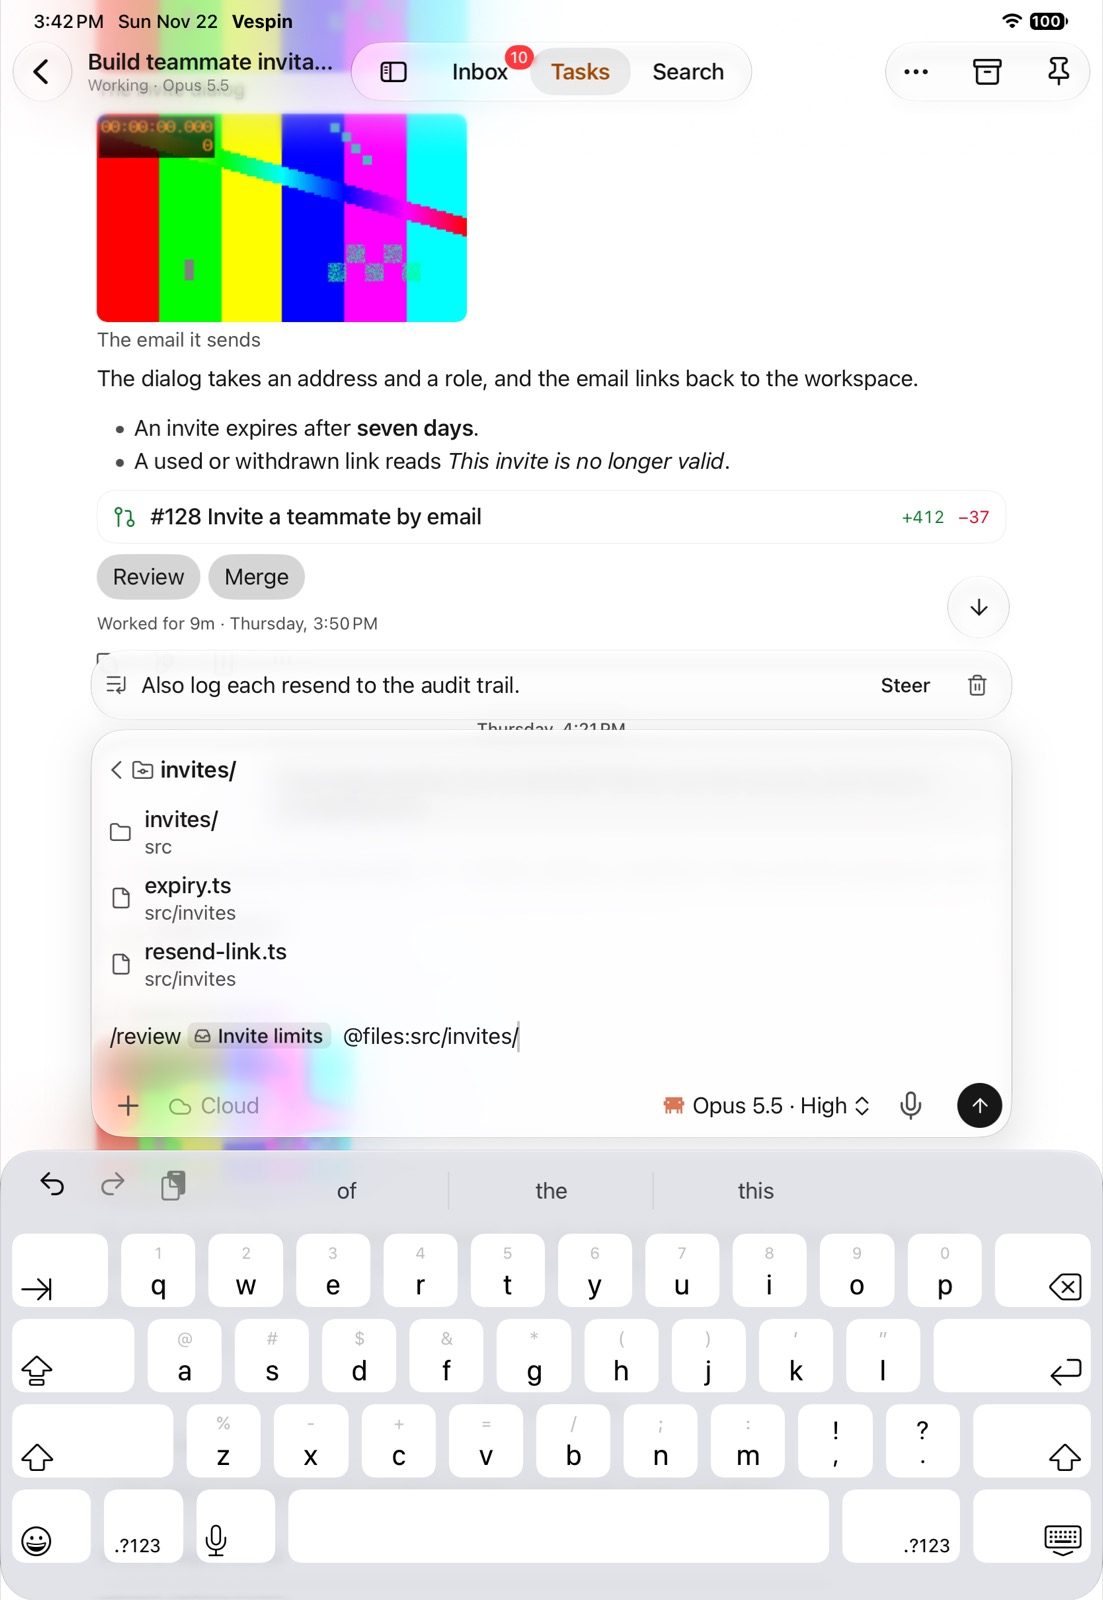 3:42 PM Sun Nov 22 Vespin
100
Build teammate invita...
Working · Opus 5.5
Inbox
10
Tasks
Search
00:00:00.000
0
The email it sends
The dialog takes an address and a role, and the email links back to the workspace.
• An invite expires after seven days.
• A used or withdrawn link reads This invite is no longer valid.
#128 Invite a teammate by email
+412 −37
Review
Merge
Worked for 9m · Thursday, 3:50 PM
Also log each resend to the audit trail.
Steer
Thursday, 4:21 PM
invites/
invites/
src
expiry.ts
src/invites
resend-link.ts
src/invites
/review Invite limits @files:src/invites/
Cloud
Opus 5.5 · High
of the this
1 2 3 4 5 6 7 8 9 0
q w e r t y u i o p
@ # $ & * ( ) ' "
a s d f g h j k l
% - + = / ; : ! ?
z x c v b n m , .
.?123
.?123